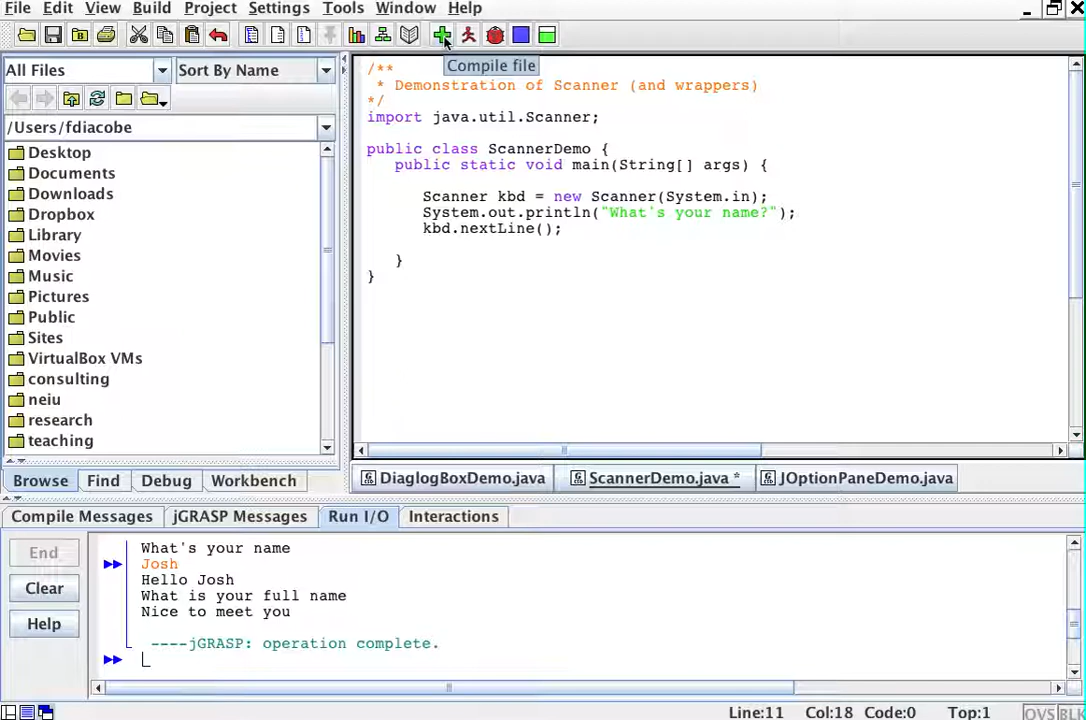 File Edit View Build Project Settings Tools Window Help
Compile file
All Files Sort By Name
/Users/fdiacobe
Desktop
Documents
Downloads
Dropbox
Library
Movies
Music
Pictures
Public
Sites
VirtualBox VMs
consulting
neiu
research
teaching
Browse Find Debug Workbench
/**
* Demonstration of Scanner (and wrappers)
*/
import java.util.Scanner;
public class ScannerDemo {
public static void main(String[] args) {
Scanner kbd = new Scanner(System.in);
System.out.println("What's your name?");
kbd.nextLine();
}
}
DiaglogBoxDemo.java ScannerDemo.java * JOptionPaneDemo.java
Compile Messages jGRASP Messages Run I/O Interactions
End
Clear
Help
What's your name
Josh
Hello Josh
What is your full name
Nice to meet you
----jGRASP: operation complete.
Line:11 Col:18 Code:0 Top:1 OVS BLK